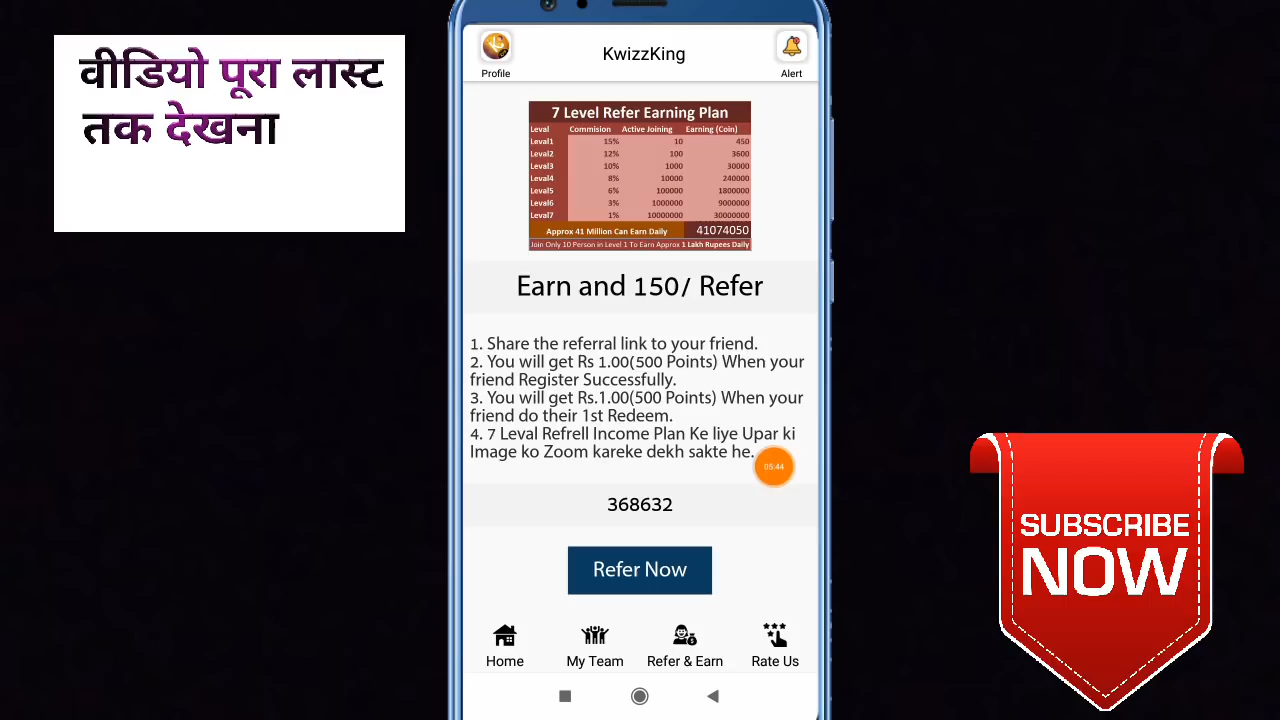 वीडियो पूरा लास्ट
तक देखना
KwizzKing
Profile
Alert
7 Level Refer Earning Plan
Leval Commision Active Joining Earning (Coin)
Leval1 15% 10 450
Leval2 12% 100 3600
Leval3 10% 1000 30000
Leval4 8% 10000 240000
Leval5 6% 100000 1800000
Leval6 3% 1000000 9000000
Leval7 1% 10000000 30000000
Approx 41 Million Can Earn Daily 41074050
Join Only 10 Person in Level 1 To Earn Approx 1 Lakh Rupees Daily
Earn and 150/ Refer
1. Share the referral link to your friend.
2. You will get Rs 1.00(500 Points) When your
friend Register Successfully.
3. You will get Rs.1.00(500 Points) When your
friend do their 1st Redeem.
4. 7 Leval Refrell Income Plan Ke liye Upar ki
Image ko Zoom kareke dekh sakte he.
05:44
368632
Refer Now
Home
My Team
Refer & Earn
Rate Us
SUBSCRIBE
NOW